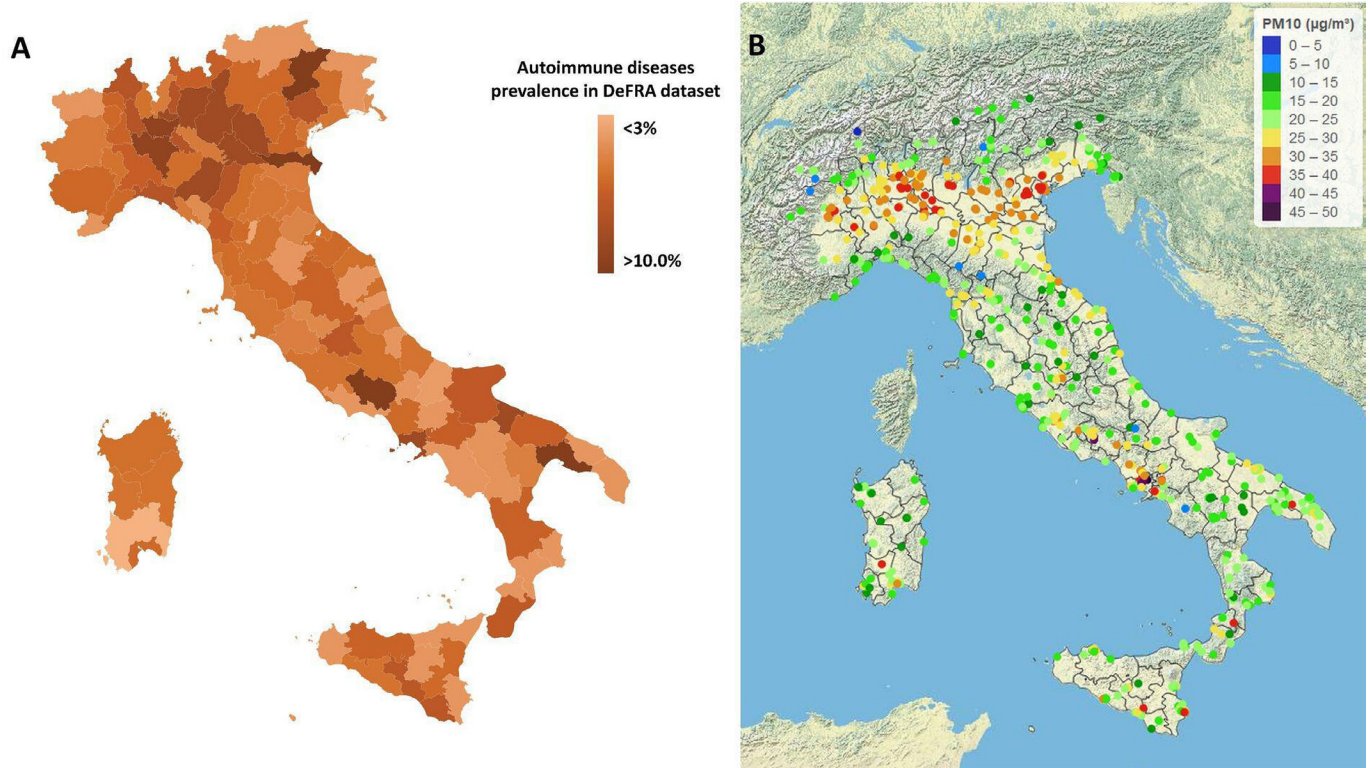 A
Autoimmune diseases
prevalence in DeFRA dataset
<3%
>10.0%
B
PM10 (µg/m³)
0 – 5
5 – 10
10 – 15
15 – 20
20 – 25
25 – 30
30 – 35
35 – 40
40 – 45
45 – 50